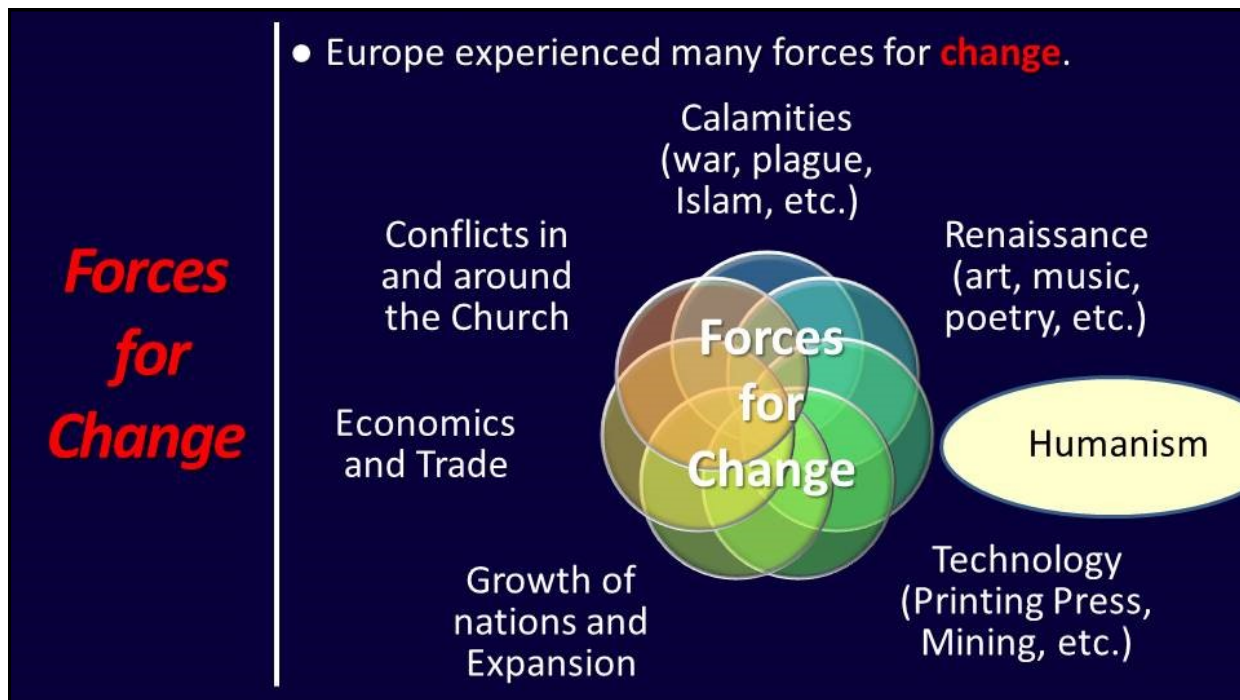 Forces
for
Change
● Europe experienced many forces for change.
Calamities
(war, plague,
Islam, etc.)
Renaissance
(art, music,
poetry, etc.)
Humanism
Technology
(Printing Press,
Mining, etc.)
Growth of
nations and
Expansion
Economics
and Trade
Conflicts in
and around
the Church
Forces
for
Change